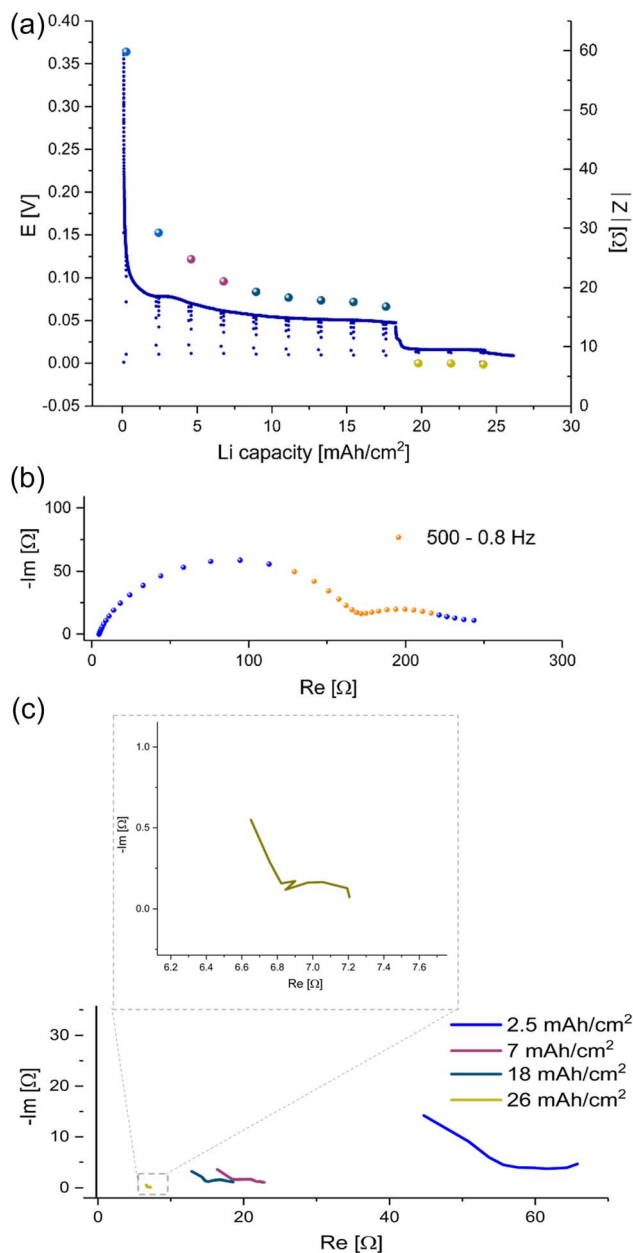 (a)
0.40
0.35
0.30
0.25
0.20
0.15
0.10
0.05
0.00
-0.05
E [V]
60
50
40
30
20
10
0
|Z| [Ω]
0 5 10 15 20 25 30
Li capacity [mAh/cm²]
(b)
100
50
0
-Im [Ω]
500 - 0.8 Hz
0 100 200 300
Re [Ω]
(c)
1.0
0.5
0.0
-Im [Ω]
6.2 6.4 6.6 6.8 7.0 7.2 7.4 7.6
Re [Ω]
30
20
10
0
-Im [Ω]
2.5 mAh/cm²
7 mAh/cm²
18 mAh/cm²
26 mAh/cm²
0 20 40 60
Re [Ω]